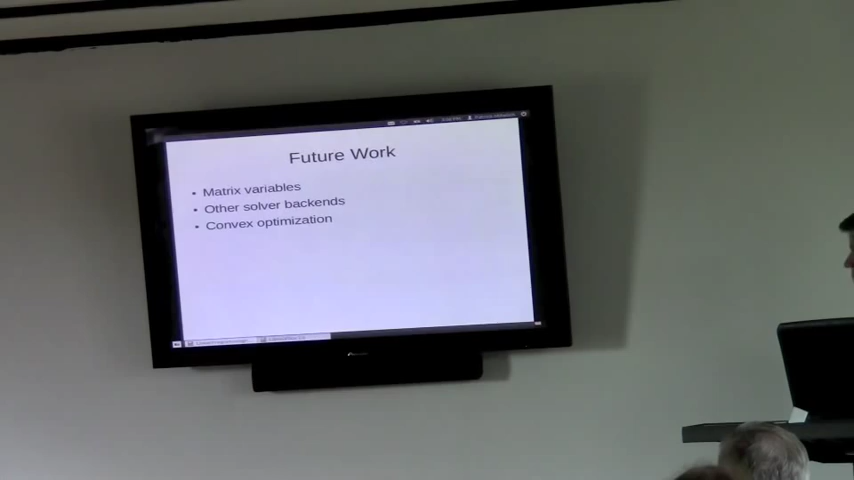 Future Work
• Matrix variables
• Other solver backends
• Convex optimization